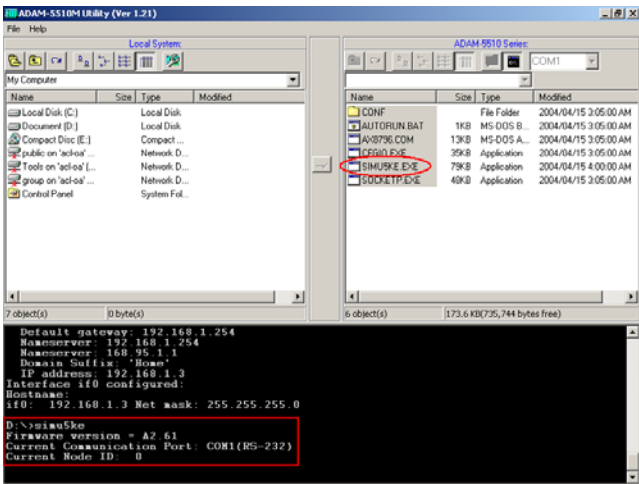 ADAM-5510M Utility (Ver 1.21)
File Help
Local System:
ADAM-5510 Series:
COM1
My Computer
Name Size Type Modified
Local Disk (C:) Local Disk
Document (D:) Local Disk
Compact Disc (E:) Compact ...
public on 'acl-oa' ... Network D...
Tools on 'acl-oa' (... Network D...
group on 'acl-oa' ... Network D...
Control Panel System Fol...
Name Size Type Modified
CONF File Folder 2004/04/15 3:05:00 AM
AUTORUN.BAT 1KB MS-DOS B... 2004/04/15 3:05:00 AM
AX8796.COM 13KB MS-DOS A... 2004/04/15 3:05:00 AM
35KB Application 2004/04/15 3:05:00 AM
SIMU5KE.EXE 79KB Application 2004/04/15 4:00:00 AM
SOCKETP.EXE 48KB Application 2004/04/15 3:05:00 AM
7 object(s) 0 byte(s)
6 object(s) 173.6 KB(735,744 bytes free)
Default gateway: 192.168.1.254
Nameserver: 192.168.1.254
Nameserver: 168.95.1.1
Domain Suffix: 'Home'
IP address: 192.168.1.3
Interface if0 configured:
Hostname:
if0: 192.168.1.3 Net mask: 255.255.255.0
D:\>simu5ke
Firmware version = A2.61
Current Communication Port: COM1(RS-232)
Current Node ID: 0